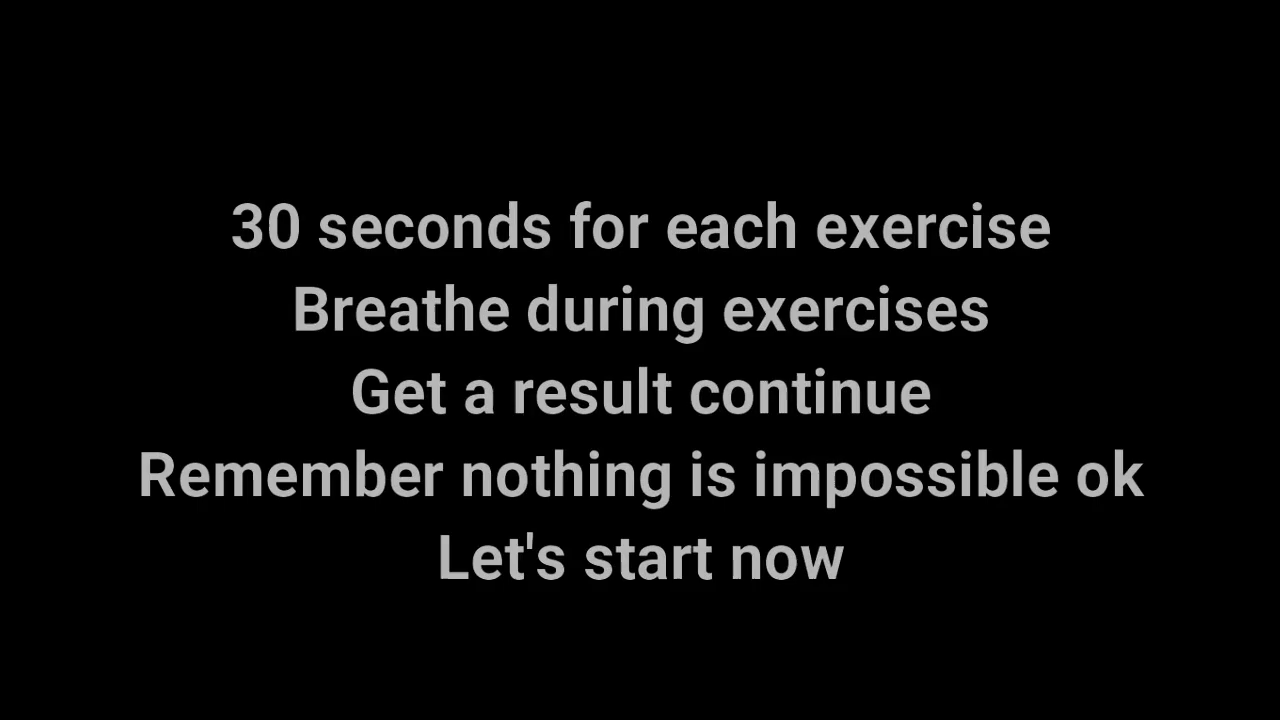 30 seconds for each exercise
Breathe during exercises
Get a result continue
Remember nothing is impossible ok
Let's start now